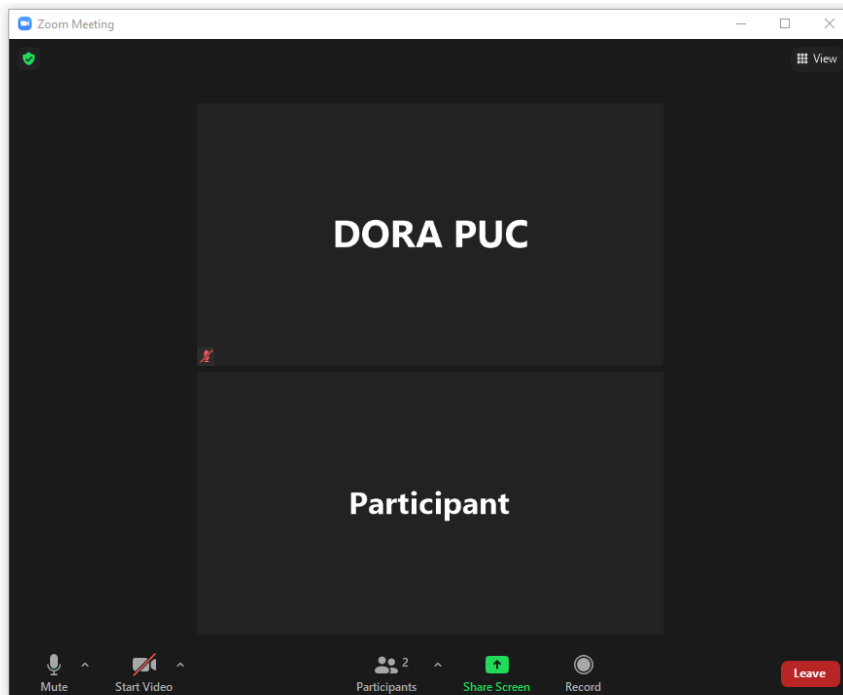 Zoom Meeting
View
DORA PUC
Participant
Mute
Start Video
2
Participants
Share Screen
Record
Leave